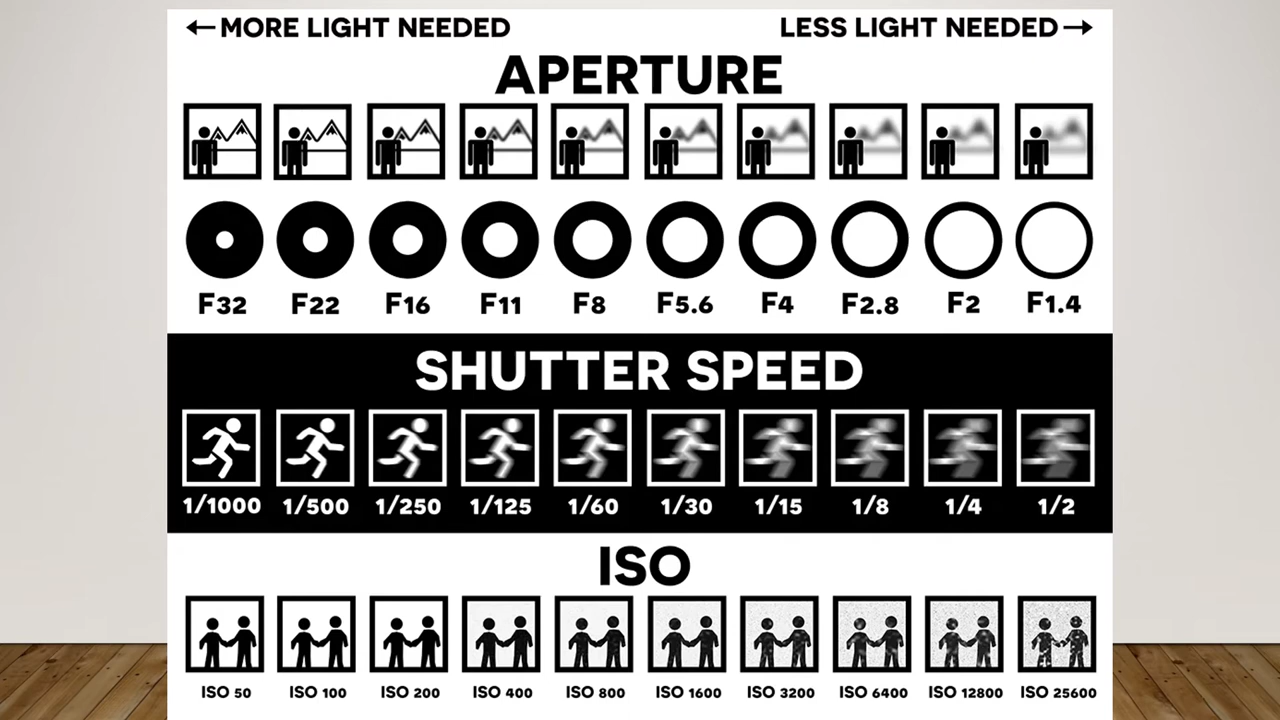 ←MORE LIGHT NEEDED LESS LIGHT NEEDED→
APERTURE
F32 F22 F16 F11 F8 F5.6 F4 F2.8 F2 F1.4
SHUTTER SPEED
1/1000 1/500 1/250 1/125 1/60 1/30 1/15 1/8 1/4 1/2
ISO
ISO 50 ISO 100 ISO 200 ISO 400 ISO 800 ISO 1600 ISO 3200 ISO 6400 ISO 12800 ISO 25600